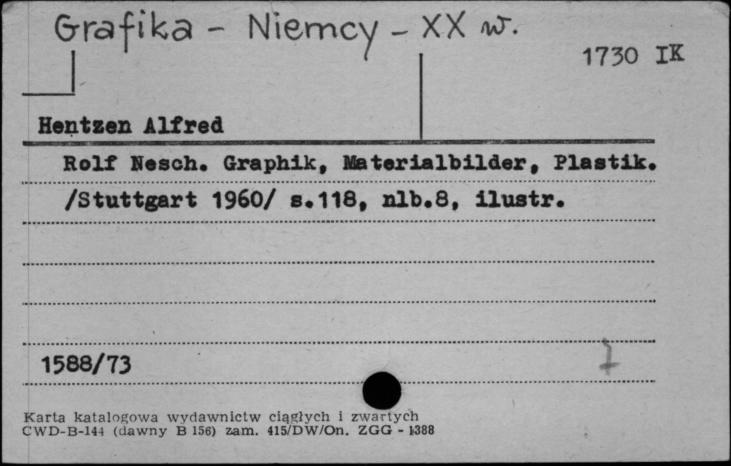 Grafika - Niemcy - XX w.
1730 IK
Hentzen Alfred
Rolf Nesch. Graphik, Materialbilder, Plastik.
/Stuttgart 1960/ s.118, nlb.8, ilustr.
1588/73
Karta katalogowa wydawnictw ciągłych i zwartych
CWD-B-144 (dawny B 156) zam. 415/DW/On. ZGG - 1388